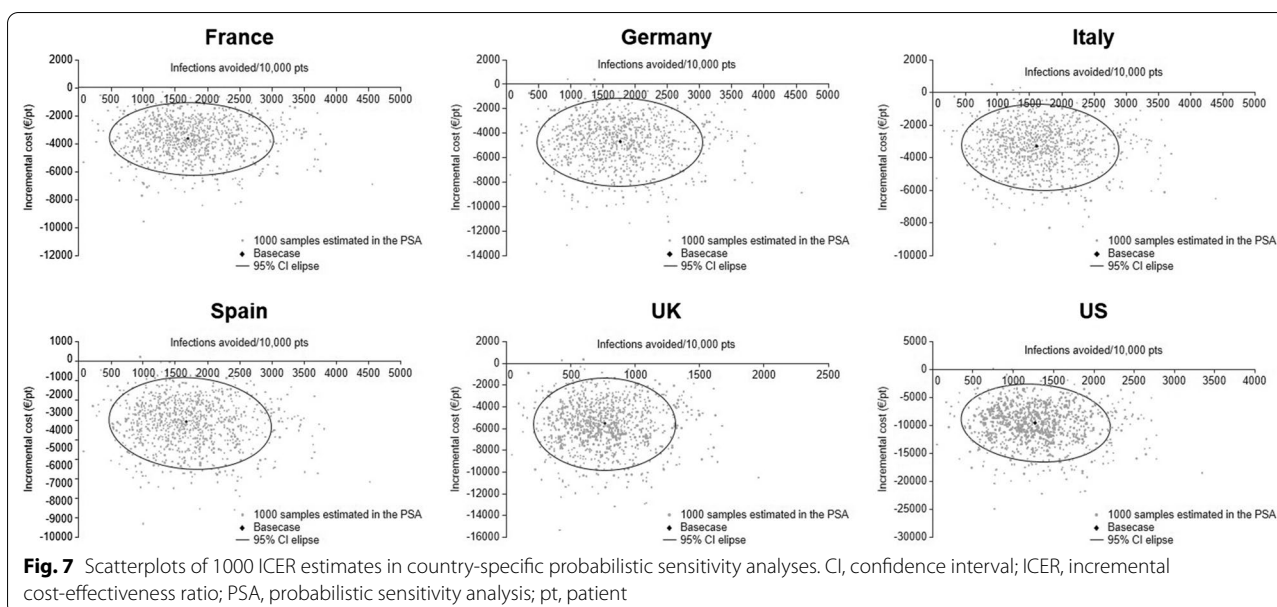 France
Infections avoided/10,000 pts
Incremental cost (€/pt)
2000
0
-2000
-4000
-6000
-8000
-10000
-12000
0 500 1000 1500 2000 2500 3000 3500 4000 4500 5000
1000 samples estimated in the PSA
Basecase
95% CI elipse
Germany
Infections avoided/10,000 pts
Incremental cost (€/pt)
2000
0
-2000
-4000
-6000
-8000
-10000
-12000
-14000
0 500 1000 1500 2000 2500 3000 3500 4000 4500 5000
1000 samples estimated in the PSA
Basecase
95% CI elipse
Italy
Infections avoided/10,000 pts
Incremental cost (€/pt)
2000
0
-2000
-4000
-6000
-8000
-10000
0 500 1000 1500 2000 2500 3000 3500 4000 4500 5000
1000 samples estimated in the PSA
Basecase
95% CI elipse
Spain
Infections avoided/10,000 pts
Incremental cost (€/pt)
1000
0
-1000
-2000
-3000
-4000
-5000
-6000
-7000
-8000
-9000
-10000
0 500 1000 1500 2000 2500 3000 3500 4000 4500 5000
1000 samples estimated in the PSA
Basecase
95% CI elipse
UK
Infections avoided/10,000 pts
Incremental cost (€/pt)
2000
0
-2000
-4000
-6000
-8000
-10000
-12000
-14000
-16000
0 500 1000 1500 2000 2500
1000 samples estimated in the PSA
Basecase
95% CI elipse
US
Infections avoided/10,000 pts
Incremental cost (€/pt)
5000
0
-5000
-10000
-15000
-20000
-25000
-30000
0 500 1000 1500 2000 2500 3000 3500 4000
1000 samples estimated in the PSA
Basecase
95% CI elipse
Fig. 7 Scatterplots of 1000 ICER estimates in country-specific probabilistic sensitivity analyses. CI, confidence interval; ICER, incremental
cost-effectiveness ratio; PSA, probabilistic sensitivity analysis; pt, patient